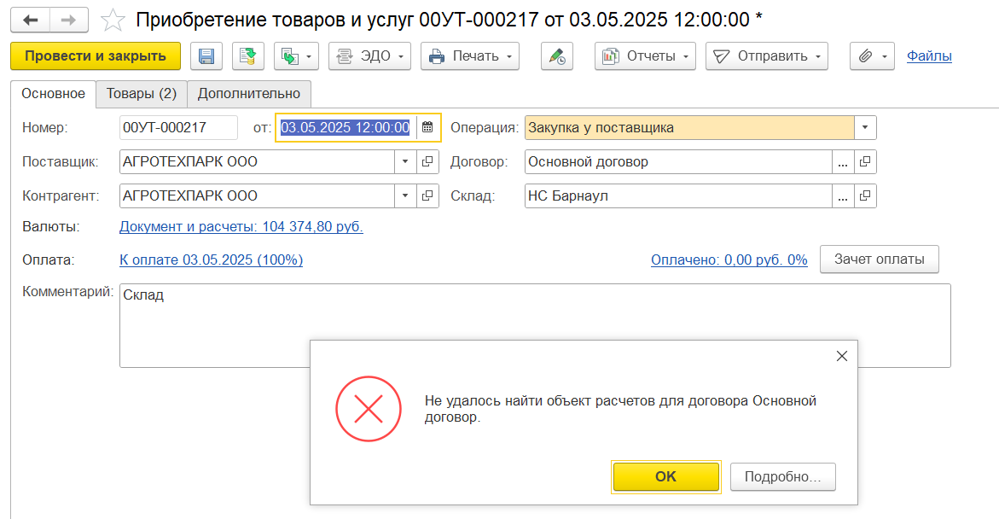 Приобретение товаров и услуг 00УТ-000217 от 03.05.2025 12:00:00 *
Провести и закрыть ЭДО Печать Отчеты Отправить Файлы
Основное Товары (2) Дополнительно
Номер: 00УТ-000217 от: 03.05.2025 12:00:00 Операция: Закупка у поставщика
Поставщик: АГРОТЕХПАРК ООО Договор: Основной договор ...
Контрагент: АГРОТЕХПАРК ООО Склад: НС Барнаул ...
Валюты: Документ и расчеты: 104 374,80 руб.
Оплата: К оплате 03.05.2025 (100%) Оплачено: 0,00 руб. 0% Зачет оплаты
Комментарий: Склад
Не удалось найти объект расчетов для договора Основной
договор.
ОК Подробно...